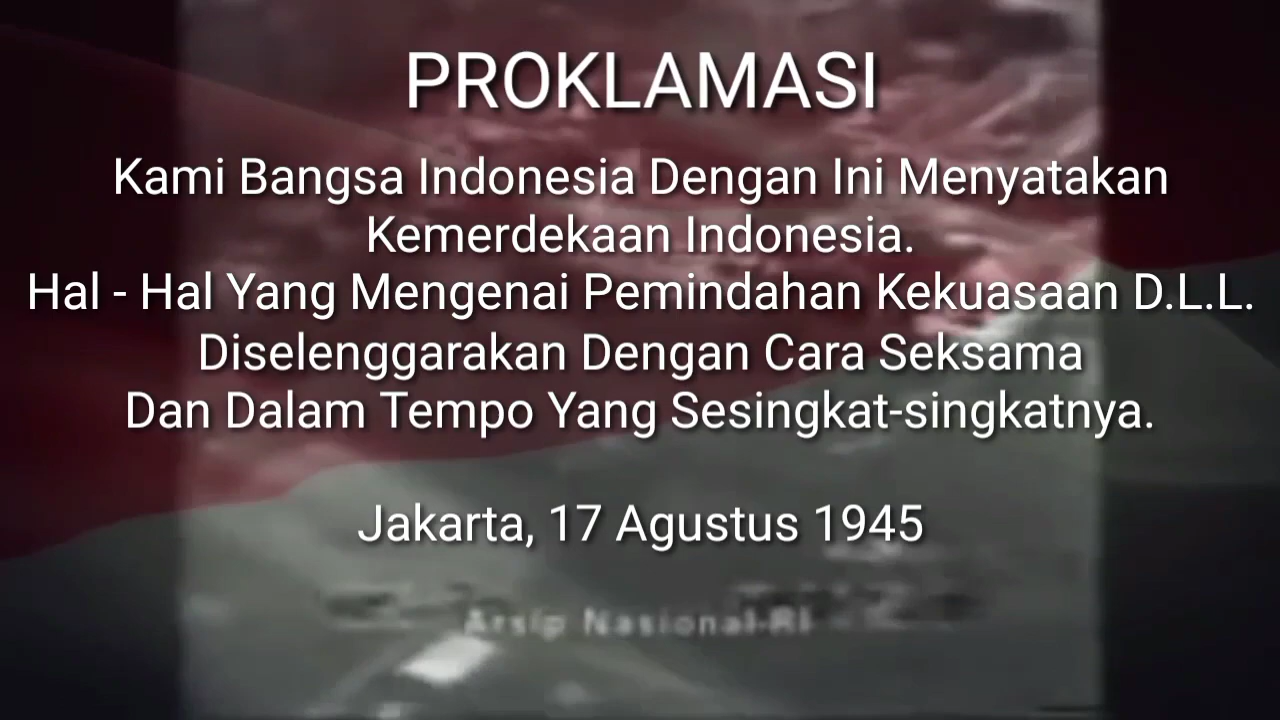 PROKLAMASI
Kami Bangsa Indonesia Dengan Ini Menyatakan
Kemerdekaan Indonesia.
Hal - Hal Yang Mengenai Pemindahan Kekuasaan D.L.L.
Diselenggarakan Dengan Cara Seksama
Dan Dalam Tempo Yang Sesingkat-singkatnya.
Jakarta, 17 Agustus 1945
Arsip Nasional RI